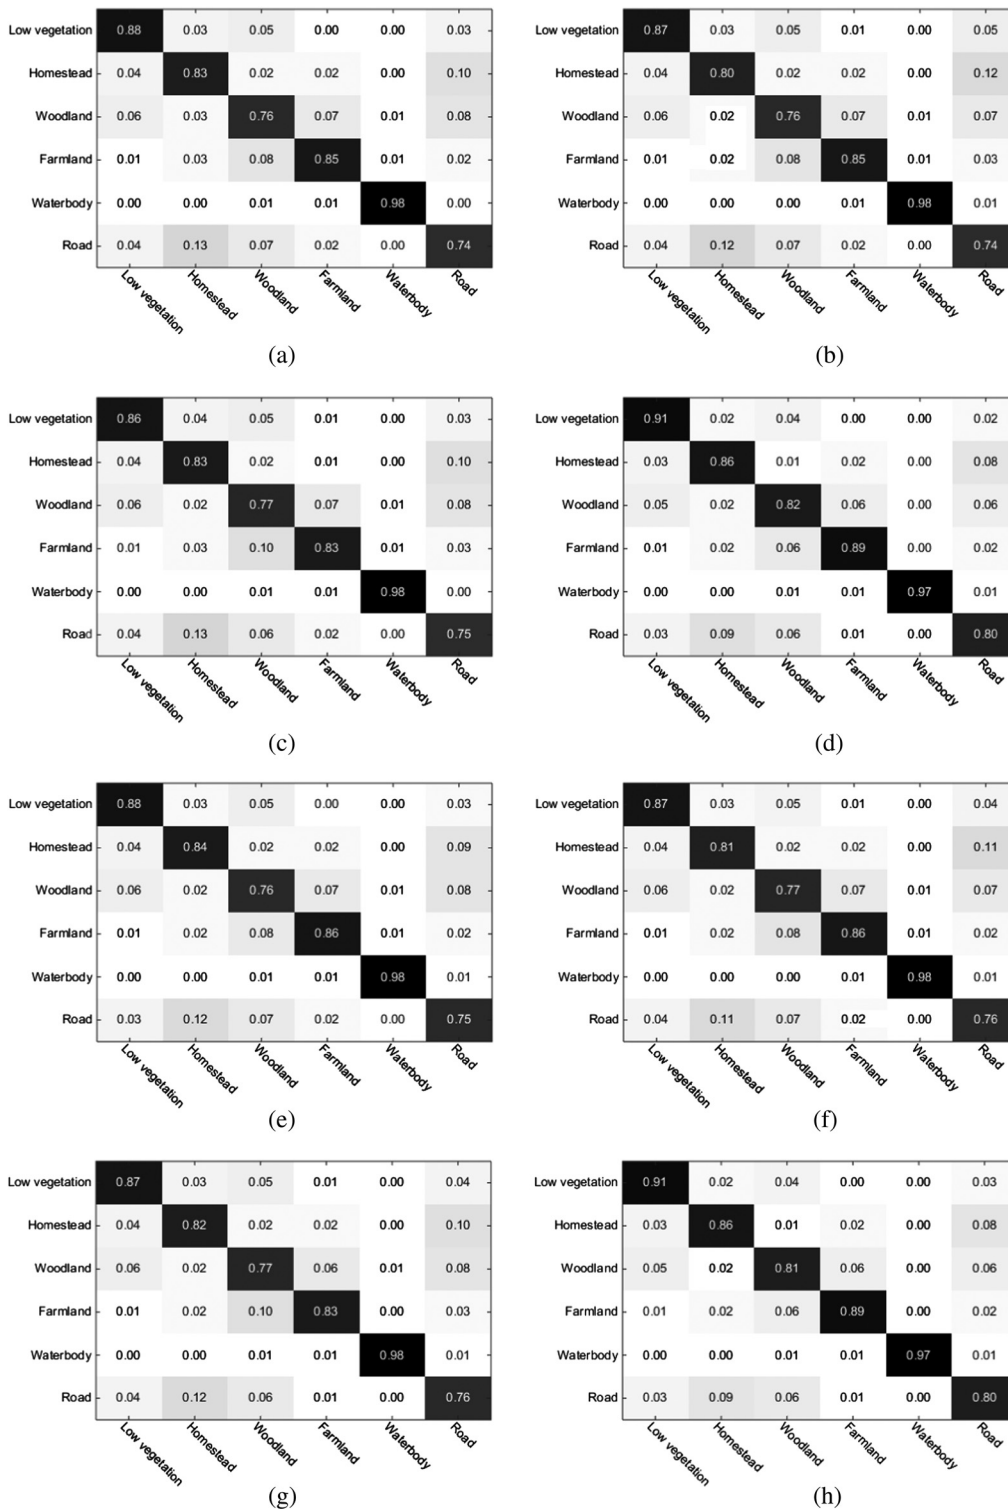 Low vegetation 0.88 0.03 0.05 0.00 0.00 0.03
Homestead 0.04 0.83 0.02 0.02 0.00 0.10
Woodland 0.06 0.03 0.76 0.07 0.01 0.08
Farmland 0.01 0.03 0.08 0.85 0.01 0.02
Waterbody 0.00 0.00 0.01 0.01 0.98 0.00
Road 0.04 0.13 0.07 0.02 0.00 0.74
Low vegetation Homestead Woodland Farmland Waterbody Road
(a)
Low vegetation 0.87 0.03 0.05 0.01 0.00 0.05
Homestead 0.04 0.80 0.02 0.02 0.00 0.12
Woodland 0.06 0.02 0.76 0.07 0.01 0.07
Farmland 0.01 0.02 0.08 0.85 0.01 0.03
Waterbody 0.00 0.00 0.00 0.01 0.98 0.01
Road 0.04 0.12 0.07 0.02 0.00 0.74
Low vegetation Homestead Woodland Farmland Waterbody Road
(b)
Low vegetation 0.86 0.04 0.05 0.01 0.00 0.03
Homestead 0.04 0.83 0.02 0.01 0.00 0.10
Woodland 0.06 0.02 0.77 0.07 0.01 0.08
Farmland 0.01 0.03 0.10 0.83 0.01 0.03
Waterbody 0.00 0.00 0.01 0.01 0.98 0.00
Road 0.04 0.13 0.06 0.02 0.00 0.75
Low vegetation Homestead Woodland Farmland Waterbody Road
(c)
Low vegetation 0.91 0.02 0.04 0.00 0.00 0.02
Homestead 0.03 0.86 0.01 0.02 0.00 0.08
Woodland 0.05 0.02 0.82 0.06 0.00 0.06
Farmland 0.01 0.02 0.06 0.89 0.00 0.02
Waterbody 0.00 0.00 0.01 0.01 0.97 0.01
Road 0.03 0.09 0.06 0.01 0.00 0.80
Low vegetation Homestead Woodland Farmland Waterbody Road
(d)
Low vegetation 0.88 0.03 0.05 0.00 0.00 0.03
Homestead 0.04 0.84 0.02 0.02 0.00 0.09
Woodland 0.06 0.02 0.76 0.07 0.01 0.08
Farmland 0.01 0.02 0.08 0.86 0.01 0.02
Waterbody 0.00 0.00 0.01 0.01 0.98 0.01
Road 0.03 0.12 0.07 0.02 0.00 0.75
Low vegetation Homestead Woodland Farmland Waterbody Road
(e)
Low vegetation 0.87 0.03 0.05 0.01 0.00 0.04
Homestead 0.04 0.81 0.02 0.02 0.00 0.11
Woodland 0.06 0.02 0.77 0.07 0.01 0.07
Farmland 0.01 0.02 0.08 0.86 0.01 0.02
Waterbody 0.00 0.00 0.00 0.01 0.98 0.01
Road 0.04 0.11 0.07 0.02 0.00 0.76
Low vegetation Homestead Woodland Farmland Waterbody Road
(f)
Low vegetation 0.87 0.03 0.05 0.01 0.00 0.04
Homestead 0.04 0.82 0.02 0.02 0.00 0.10
Woodland 0.06 0.02 0.77 0.06 0.01 0.08
Farmland 0.01 0.02 0.10 0.83 0.00 0.03
Waterbody 0.00 0.00 0.01 0.01 0.98 0.01
Road 0.04 0.12 0.06 0.01 0.00 0.76
Low vegetation Homestead Woodland Farmland Waterbody Road
(g)
Low vegetation 0.91 0.02 0.04 0.00 0.00 0.03
Homestead 0.03 0.86 0.01 0.02 0.00 0.08
Woodland 0.05 0.02 0.81 0.06 0.00 0.06
Farmland 0.01 0.02 0.06 0.89 0.00 0.02
Waterbody 0.00 0.00 0.01 0.01 0.97 0.01
Road 0.03 0.09 0.06 0.01 0.00 0.80
Low vegetation Homestead Woodland Farmland Waterbody Road
(h)